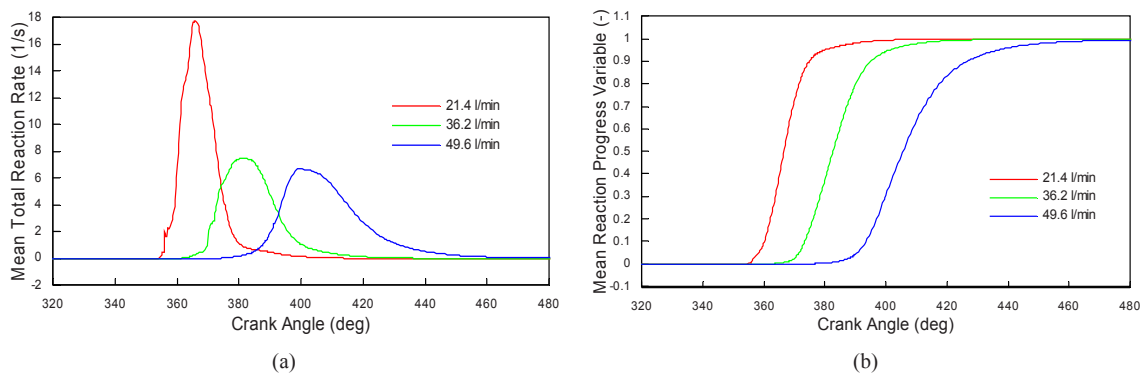 Mean Total Reaction Rate (1/s)
18
16
14
12
10
8
6
4
2
0
-2
320 340 360 380 400 420 440 460 480
Crank Angle (deg)
21.4 l/min
36.2 l/min
49.6 l/min
(a)
Mean Reaction Progress Variable (-)
1.1
1
0.9
0.8
0.7
0.6
0.5
0.4
0.3
0.2
0.1
0
-0.1
320 340 360 380 400 420 440 460 480
Crank Angle (deg)
21.4 l/min
36.2 l/min
49.6 l/min
(b)